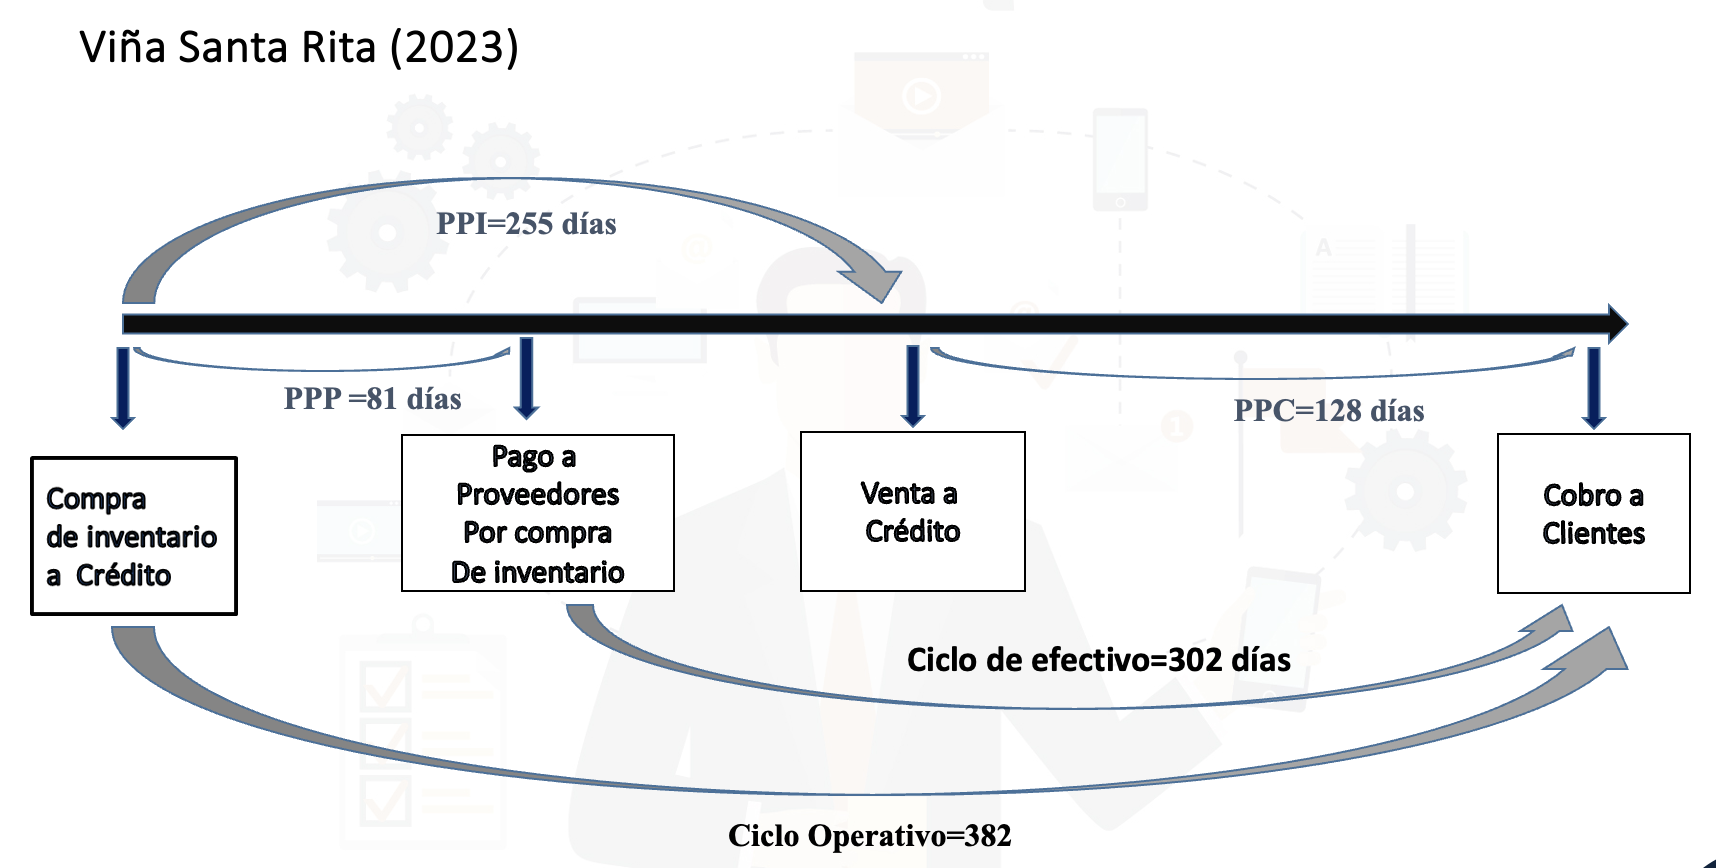 Viña Santa Rita (2023)
PPI=255 días
A
PPP =81 días
PPC=128 días
1
Compra
de inventario
a Crédito
Pago a
Proveedores
Por compra
De inventario
Venta a
Crédito
Cobro a
Clientes
Ciclo de efectivo=302 días
Ciclo Operativo=382